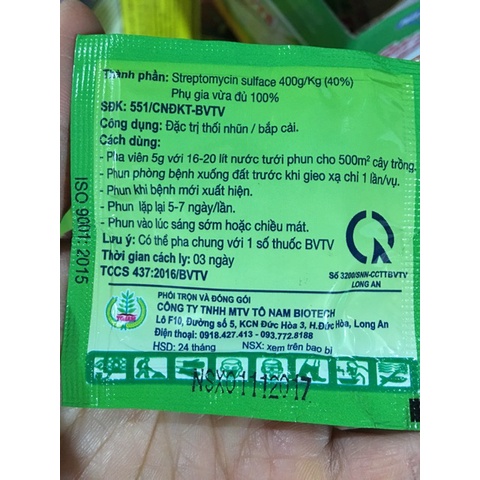 Thành phần: Streptomycin sulface 400g/Kg (40%)
Phụ gia vừa đủ 100%
SĐK: 551/CNĐKT-BVTV
Công dụng: Đặc trị thối nhũn / bắp cải.
Cách dùng:
- Pha viên 5g với 16-20 lít nước tưới phun cho 500m² cây trồng.
- Phun phòng bệnh xuống đất trước khi gieo xạ chỉ 1 lần/vụ.
- Phun khi bệnh mới xuất hiện.
- Phun lặp lại 5-7 ngày/lần.
- Phun vào lúc sáng sớm hoặc chiều mát.
Lưu ý: Có thể pha chung với 1 số thuốc BVTV
Thời gian cách ly: 03 ngày
TCCS 437:2016/BVTV
Số 3200/SNN-CCTTBVTV
LONG AN
ISO 9001: 2015
PHỐI TRỘN VÀ ĐÓNG GÓI
CÔNG TY TNHH MTV TÔ NAM BIOTECH
Lô F10, Đường số 5, KCN Đức Hòa 3, H.Đức Hòa, Long An
Điện thoại: 0918.427.413 - 093.772.8188
HSD: 24 tháng NSX: xem trên bao bì
NSX01112017